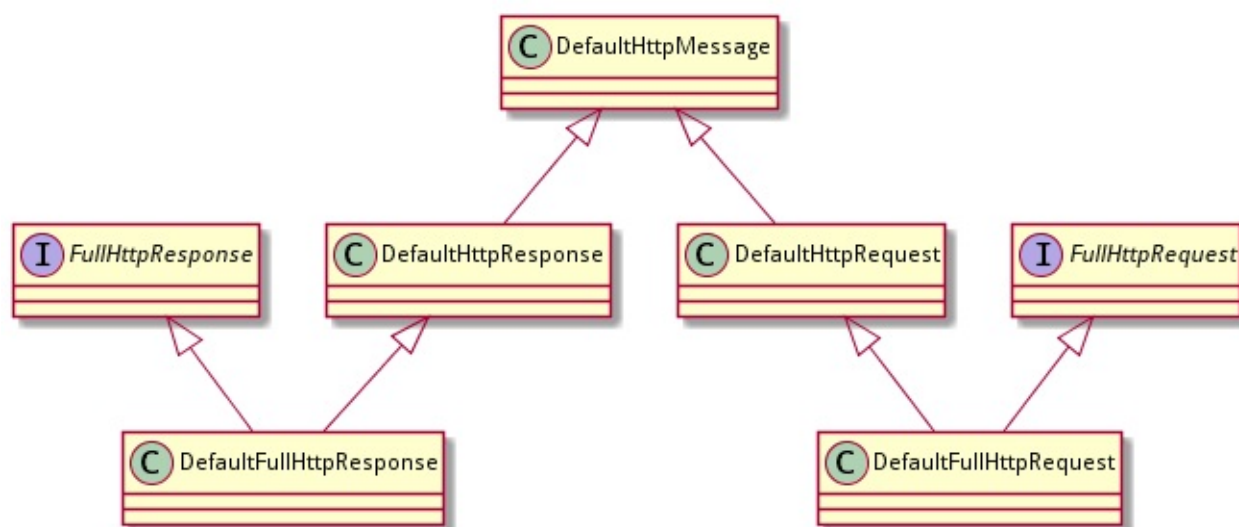 C DefaultHttpMessage
I FullHttpResponse
C DefaultHttpResponse
C DefaultHttpRequest
I FullHttpRequest
C DefaultFullHttpResponse
C DefaultFullHttpRequest